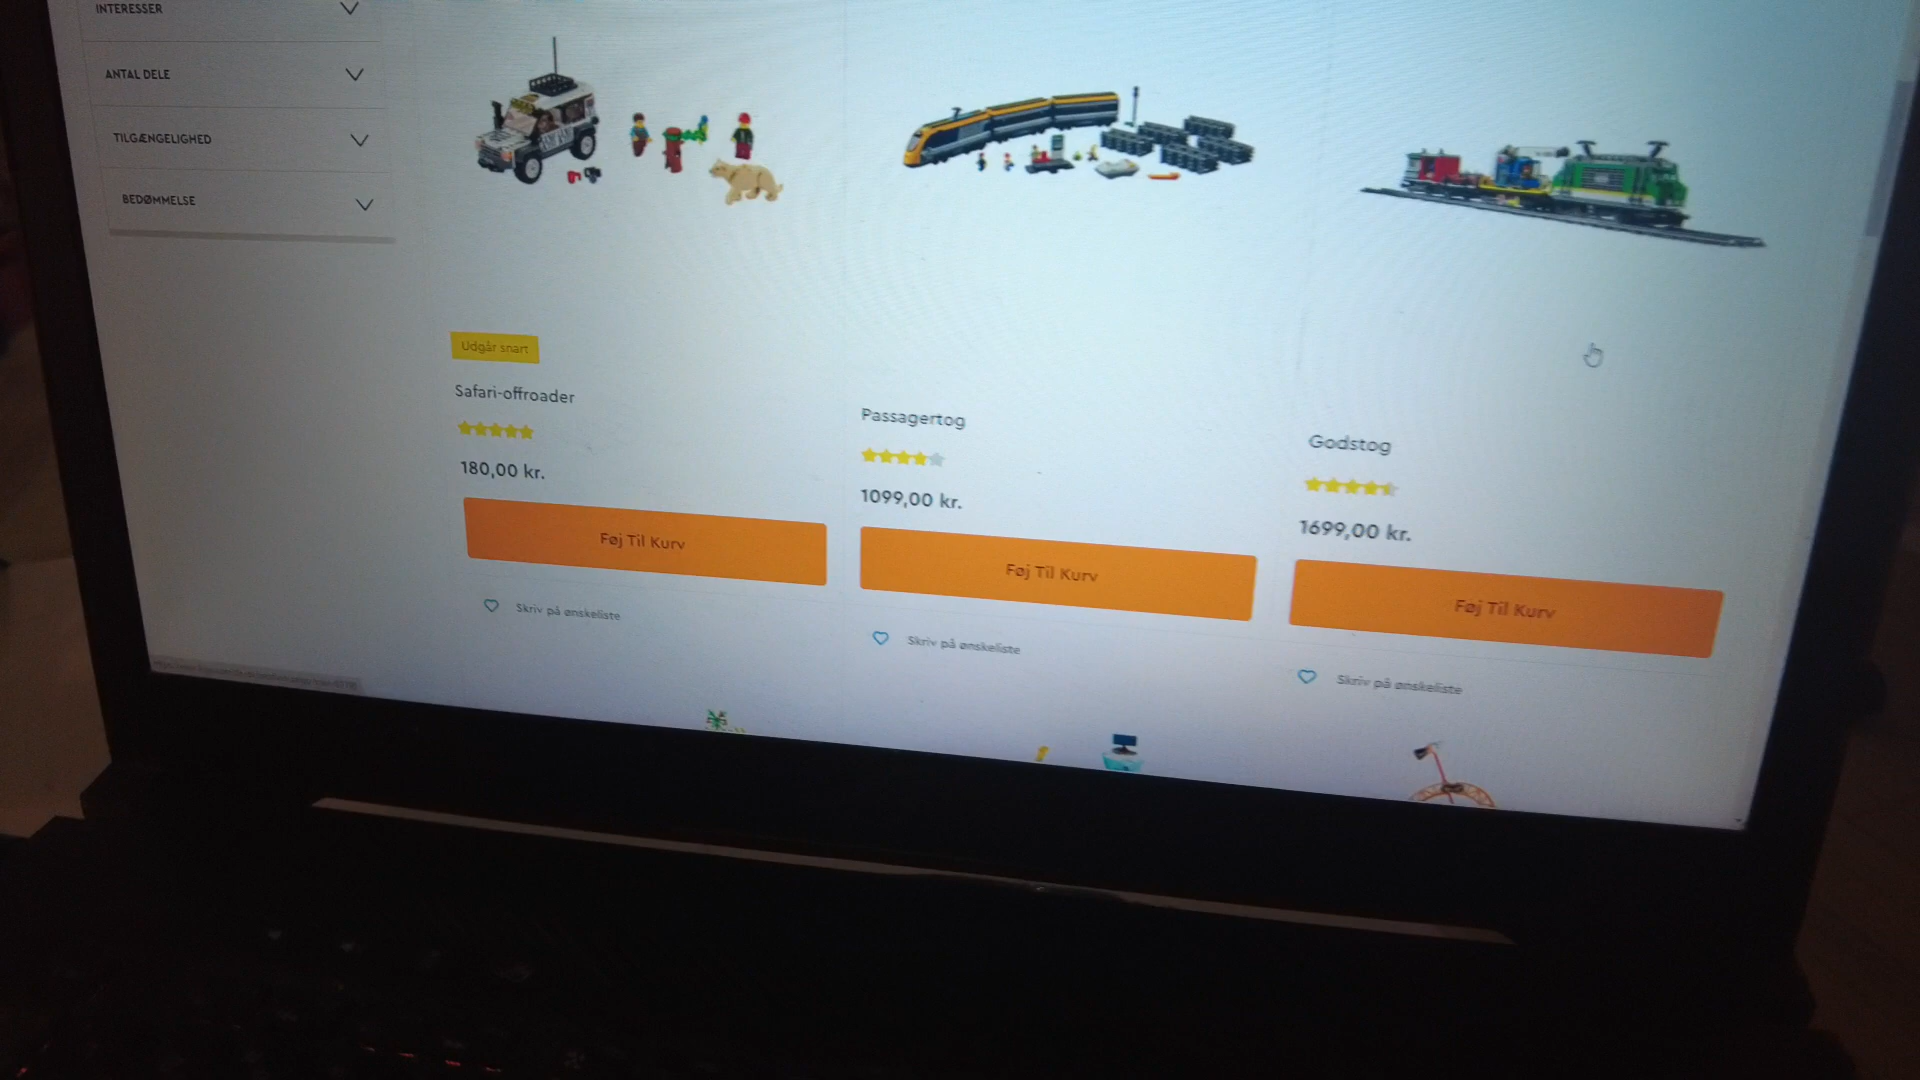 INTERESSER
ANTAL DELE
TILGÆNGELIGHED
BEDØMMELSE
Udgår snart
Safari-offroader
180,00 kr.
Føj Til Kurv
Skriv på ønskeliste
Passagertog
1099,00 kr.
Føj Til Kurv
Skriv på ønskeliste
Godstog
1699,00 kr.
Føj Til Kurv
Skriv på ønskeliste